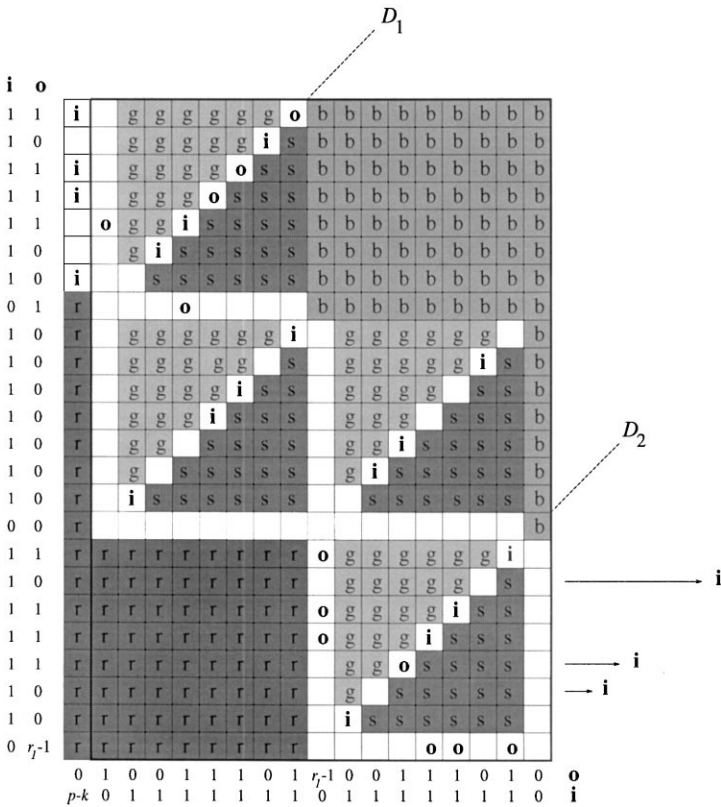 D1
i o
1 1 i g g g g g g o b b b b b b b b b
1 0 g g g g g i s b b b b b b b b b
1 1 i g g g g o s s b b b b b b b b b
1 1 i g g g o s s s b b b b b b b b b
1 1 o g g i s s s s b b b b b b b b b
1 0 g i s s s s s b b b b b b b b b
1 0 i s s s s s s b b b b b b b b b
0 1 r o b b b b b b b b b
1 0 r g g g g g g i g g g g g g b
1 0 r g g g g g s g g g g g i s b
1 0 r g g g g i s s g g g g s s b
1 0 r g g g i s s s g g g s s s b
1 0 r g g s s s s g g i s s s s b
D2
1 0 r g s s s s s g i s s s s s b
1 0 r i s s s s s s s s s s s s b
0 0 r b
1 1 r r r r r r r r r o g g g g g g i
1 0 r r r r r r r r r g g g g g s i
1 1 r r r r r r r r r o g g g g i s s
1 1 r r r r r r r r r o g g g i s s s
1 1 r r r r r r r r r g g o s s s s i
1 0 r r r r r r r r r g s s s s s i
1 0 r r r r r r r r r i s s s s s s
0 r1-1 r r r r r r r r r o o o
0 1 0 0 1 1 1 0 1 r1-1 0 0 1 1 1 0 1 0 o
p-k 0 1 1 1 1 1 1 1 0 1 1 1 1 1 1 1 0 i